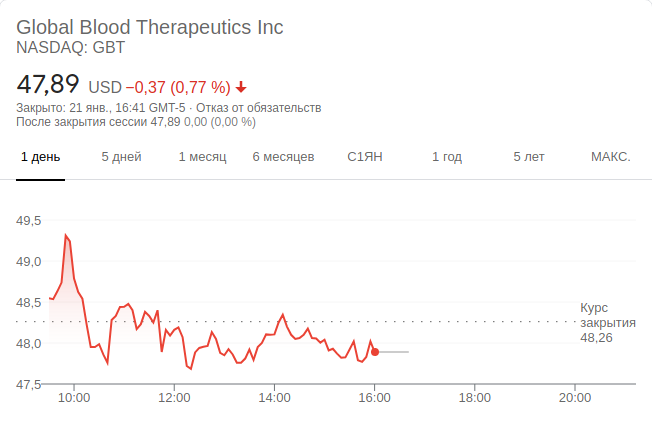 Global Blood Therapeutics Inc
NASDAQ: GBT
47,89 USD −0,37 (0,77 %)
Закрыто: 21 янв., 16:41 GMT-5 · Отказ от обязательств
После закрытия сессии 47,89 0,00 (0,00 %)
1 день 5 дней 1 месяц 6 месяцев С1ЯН 1 год 5 лет МАКС.
49,5
49,0
48,5
48,0
47,5
Курс
закрытия
48,26
10:00 12:00 14:00 16:00 18:00 20:00